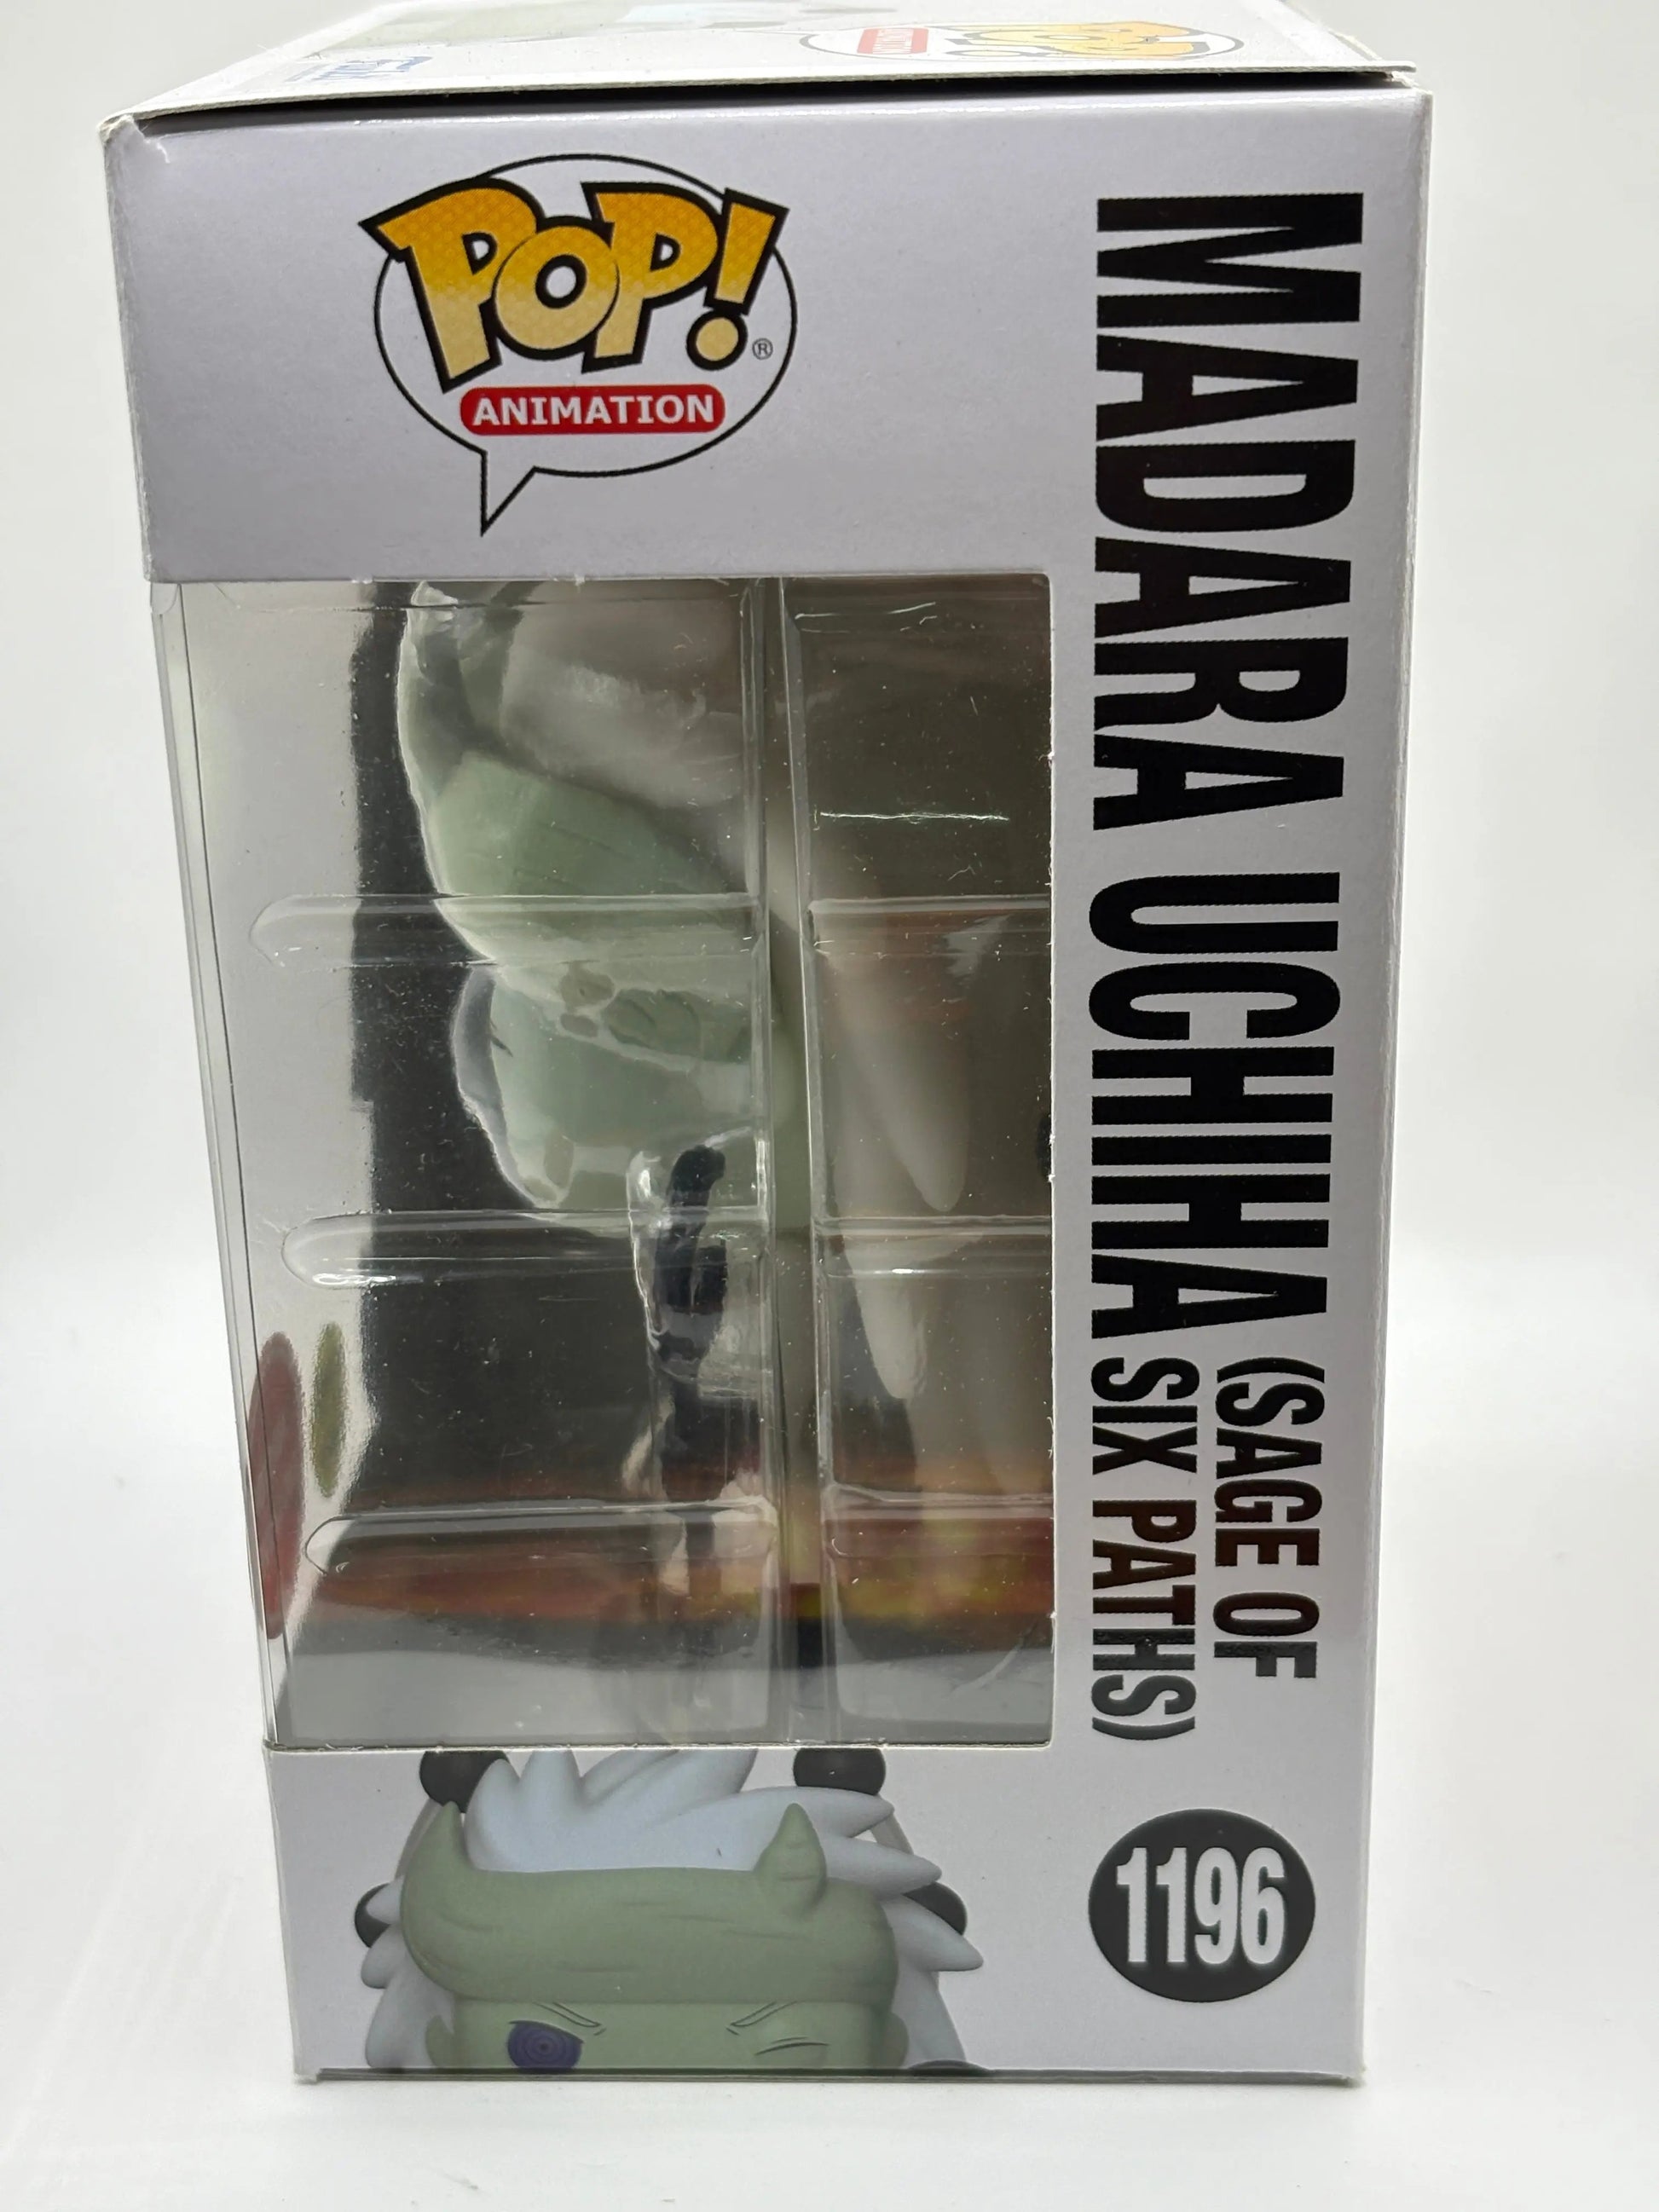 POP!®
ANIMATION
MADARA UCHIHA (SAGE OF
SIX PATHS)
1196